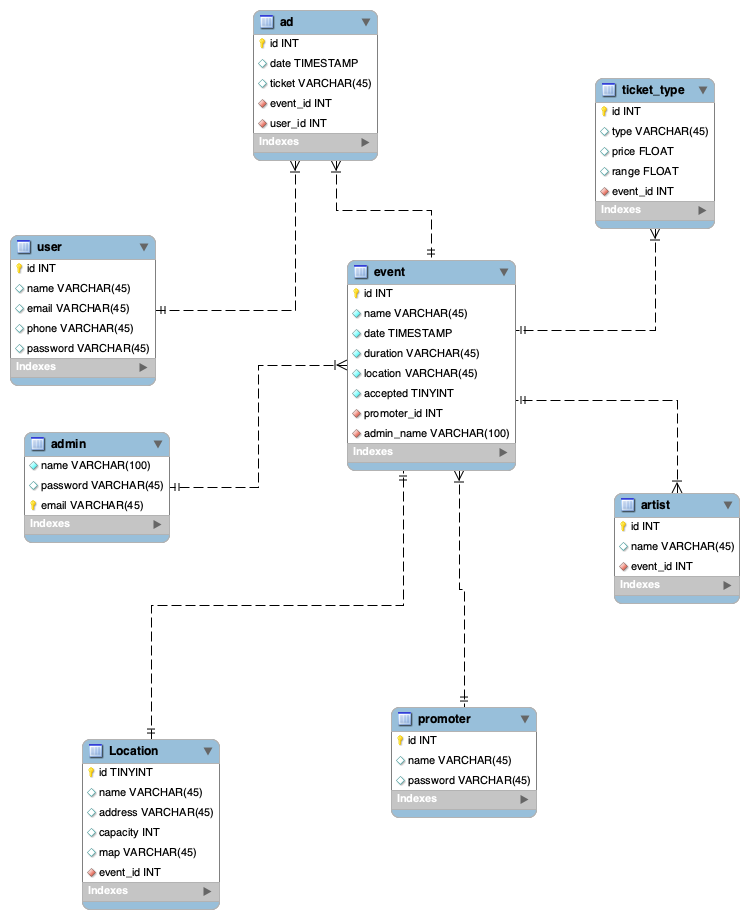 ad
id INT
date TIMESTAMP
ticket VARCHAR(45)
event_id INT
user_id INT
Indexes
ticket_type
id INT
type VARCHAR(45)
price FLOAT
range FLOAT
event_id INT
Indexes
user
id INT
name VARCHAR(45)
email VARCHAR(45)
phone VARCHAR(45)
password VARCHAR(45)
Indexes
event
id INT
name VARCHAR(45)
date TIMESTAMP
duration VARCHAR(45)
location VARCHAR(45)
accepted TINYINT
promoter_id INT
admin_name VARCHAR(100)
Indexes
admin
name VARCHAR(100)
password VARCHAR(45)
email VARCHAR(45)
Indexes
artist
id INT
name VARCHAR(45)
event_id INT
Indexes
Location
id TINYINT
name VARCHAR(45)
address VARCHAR(45)
capacity INT
map VARCHAR(45)
event_id INT
Indexes
promoter
id INT
name VARCHAR(45)
password VARCHAR(45)
Indexes